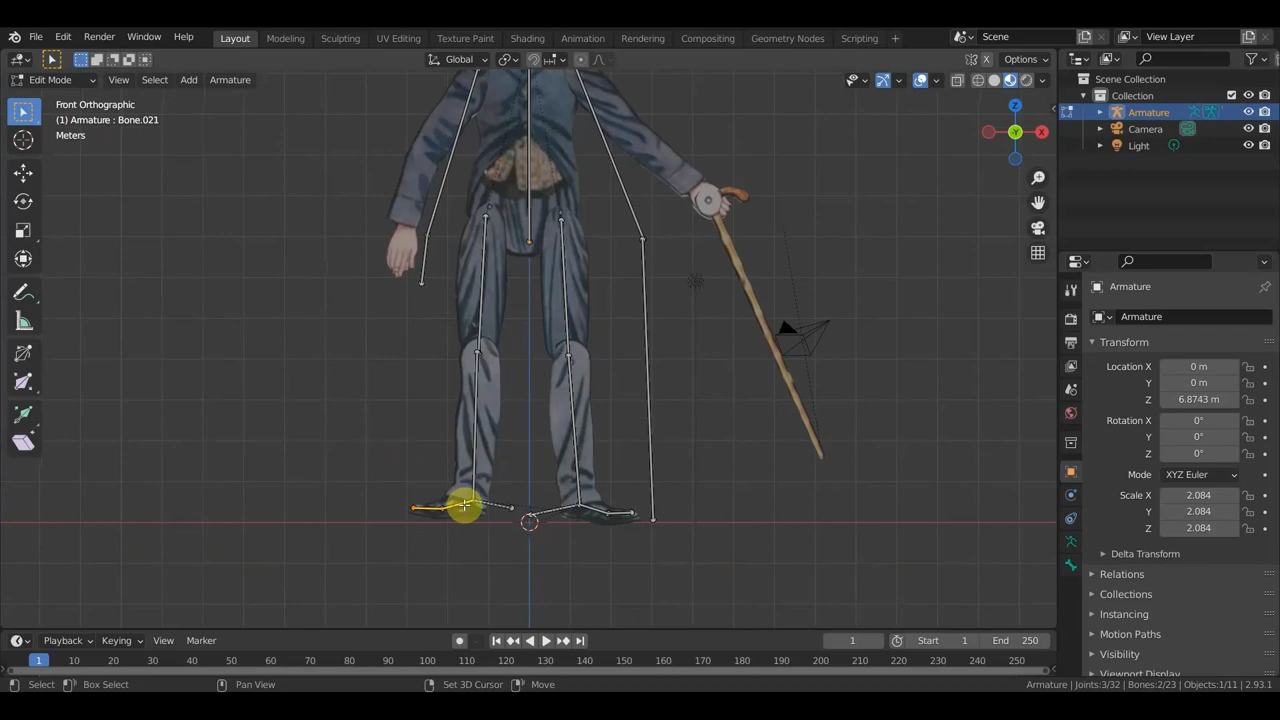 File Edit Render Window Help Layout Modeling Sculpting UV Editing Texture Paint Shading Animation Rendering Compositing Geometry Nodes Scripting + Scene View Layer
Global Options
Edit Mode View Select Add Armature
Front Orthographic
(1) Armature : Bone.021
Meters
Z
X
-Y
Scene Collection
Collection
Armature
Camera
Light
Armature
Armature
Transform
Location X 0 m
Y 0 m
Z 6.8743 m
Rotation X 0°
Y 0°
Z 0°
Mode XYZ Euler
Scale X 2.084
Y 2.084
Z 2.084
Delta Transform
Relations
Collections
Instancing
Motion Paths
Visibility
Viewport Display
Playback Keying View Marker 1 Start 1 End 250
1 10 20 30 40 50 60 70 80 90 100 110 120 130 140 150 160 170 180 190 200 210 220 230 240 250
Select Box Select Pan View Set 3D Cursor Move Armature | Joints:3/32 | Bones:2/23 | Objects:1/11 | 2.93.1